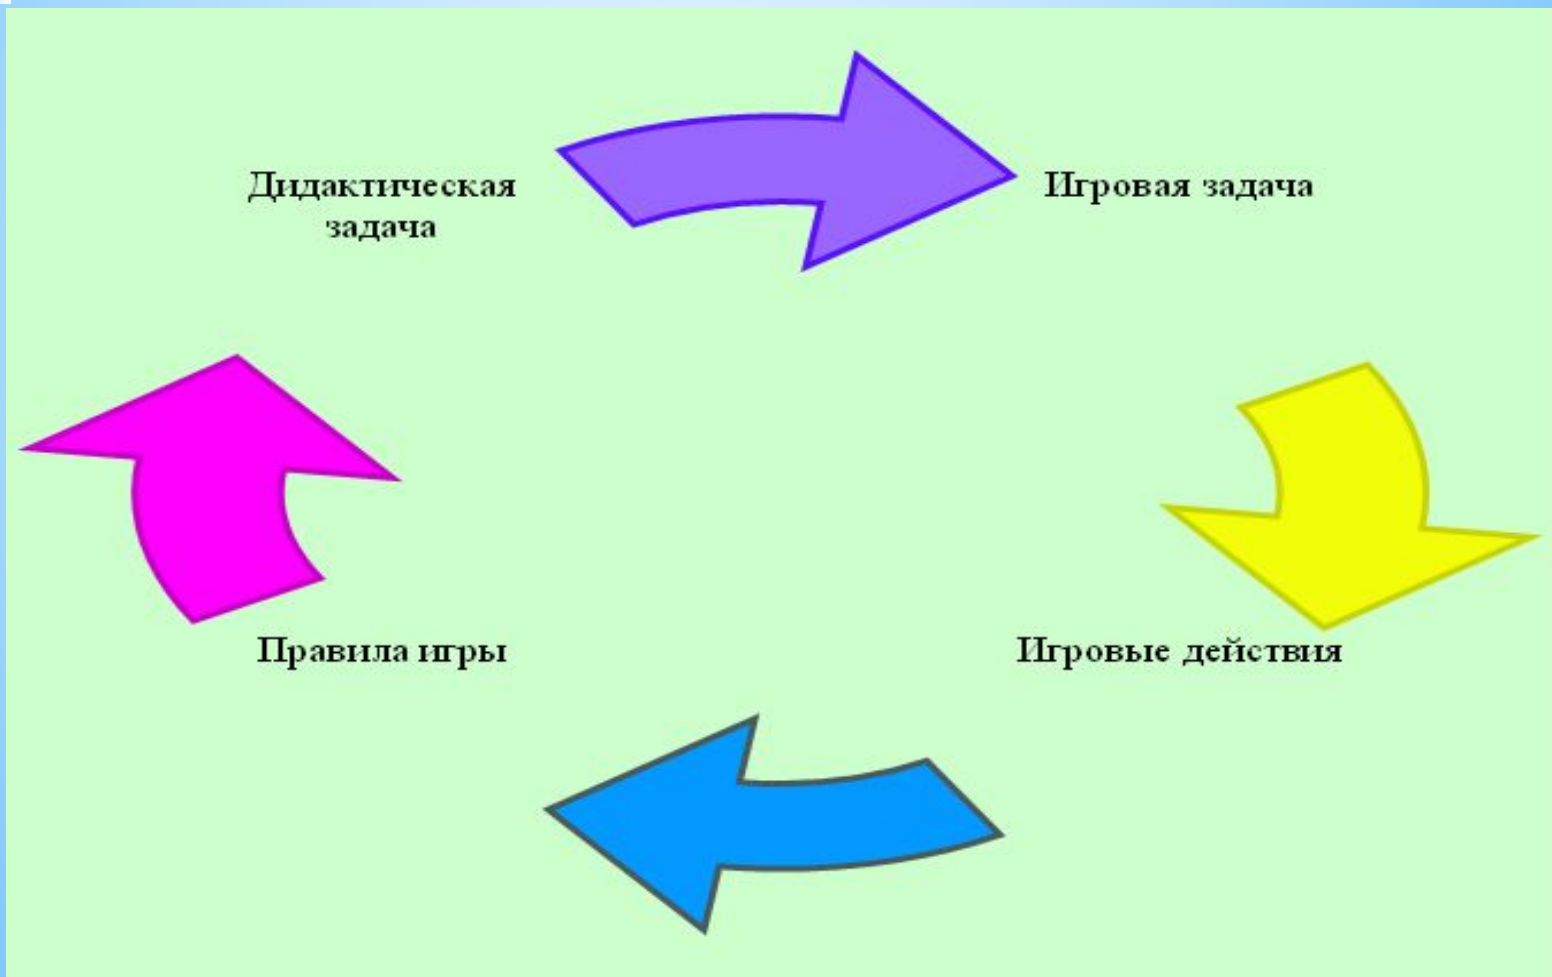 Дидактическая
задача
Игровая задача
Правила игры
Игровые действия